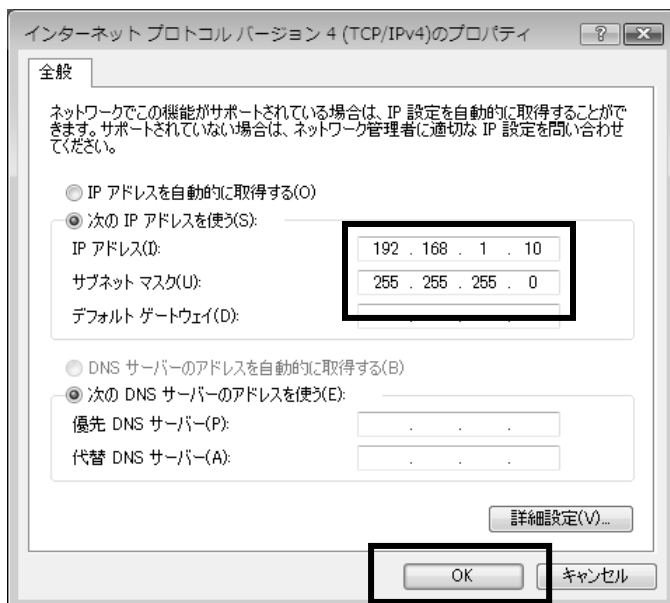 インターネット プロトコル バージョン 4 (TCP/IPv4)のプロパティ
全般
ネットワークでこの機能がサポートされている場合は、IP 設定を自動的に取得することがで
きます。サポートされていない場合は、ネットワーク管理者に適切な IP 設定を問い合わせ
てください。
IP アドレスを自動的に取得する(O)
次の IP アドレスを使う(S):
IP アドレス(I): 192 . 168 . 1 . 10
サブネット マスク(U): 255 . 255 . 255 . 0
デフォルト ゲートウェイ(D): . . .
DNS サーバーのアドレスを自動的に取得する(B)
次の DNS サーバーのアドレスを使う(E):
優先 DNS サーバー(P): . . .
代替 DNS サーバー(A): . . .
詳細設定(V)...
OK キャンセル